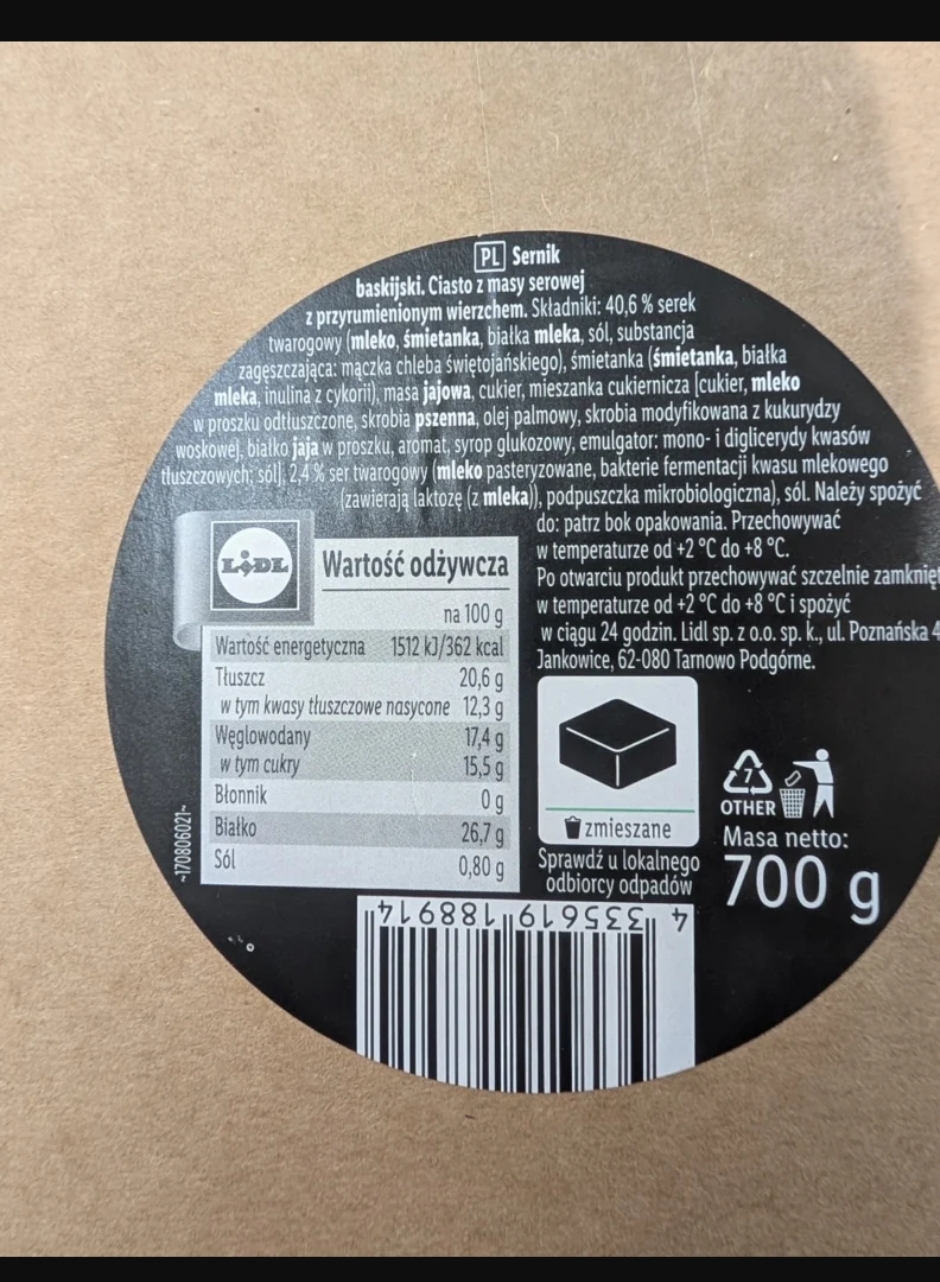 PL Sernik
baskijski. Ciasto z masy serowej
z przyrumienionym wierzchem. Składniki: 40,6 % serek
twarogowy (mleko, śmietanka, białka mleka, sól, substancja
zagęszczająca: mączka chleba świętojańskiego), śmietanka (śmietanka, białka
mleka, inulina z cykorii), masa jajowa, cukier, mieszanka cukiernicza [cukier, mleko
w proszku odtłuszczone, skrobia pszenna, olej palmowy, skrobia modyfikowana z kukurydzy
woskowej, białko jaja w proszku, aromat, syrop glukozowy, emulgator: mono- i diglicerydy kwasów
tłuszczowych; sól], 2,4 % ser twarogowy (mleko pasteryzowane, bakterie fermentacji kwasu mlekowego
(zawierają laktozę (z mleka)), podpuszczka mikrobiologiczna), sól. Należy spożyć
do: patrz bok opakowania. Przechowywać
w temperaturze od +2 °C do +8 °C.
Po otwarciu produkt przechowywać szczelnie zamknięt
w temperaturze od +2 °C do +8 °C i spożyć
w ciągu 24 godzin. Lidl sp. z o.o. sp. k., ul. Poznańska 4
Jankowice, 62-080 Tarnowo Podgórne.
LIDL
Wartość odżywcza
na 100 g
Wartość energetyczna 1512 kJ/362 kcal
Tłuszcz 20,6 g
w tym kwasy tłuszczowe nasycone 12,3 g
Węglowodany 17,4 g
w tym cukry 15,5 g
Błonnik 0 g
Białko 26,7 g
Sól 0,80 g
~170806021~
zmieszane
Sprawdź u lokalnego
odbiorcy odpadów
7
OTHER
Masa netto:
700 g
4 335619 188914